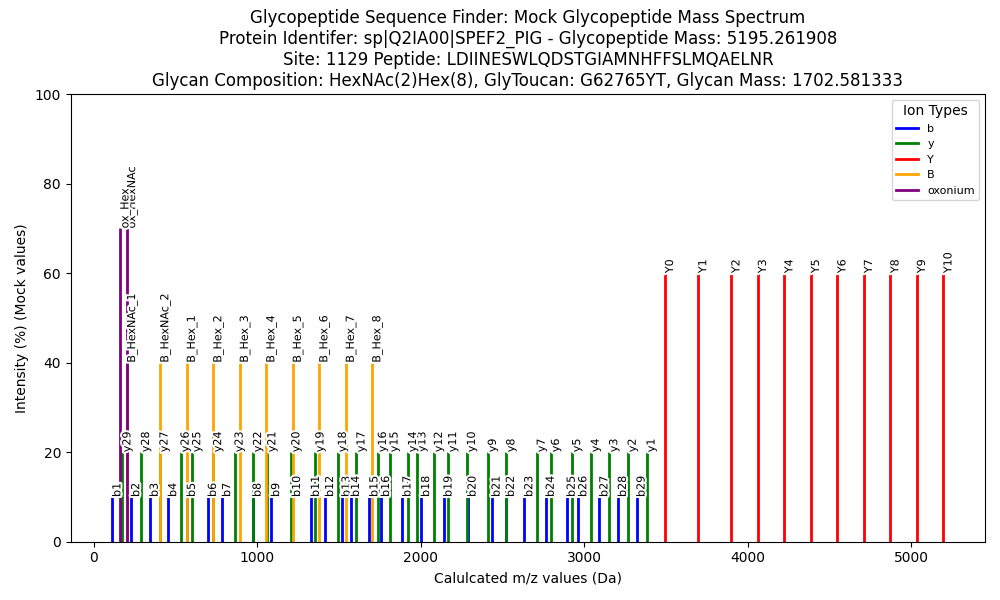 Glycopeptide Sequence Finder: Mock Glycopeptide Mass Spectrum
Protein Identifer: sp|Q2IA00|SPEF2_PIG - Glycopeptide Mass: 5195.261908
Site: 1129 Peptide: LDIINESWLQDSTGIAMNHFFSLMQAELNR
Glycan Composition: HexNAc(2)Hex(8), GlyToucan: G62765YT, Glycan Mass: 1702.581333
Intensity (%) (Mock values)
100
80
60
40
20
0
Ion Types
b
y
Y
B
oxonium
ox_Hex
ox_HexNAc
Y0
Y1
Y2
Y3
Y4
Y5
Y6
Y7
Y8
Y9
Y10
B_HexNAc_1
B_HexNAc_2
B_Hex_1
B_Hex_2
B_Hex_3
B_Hex_4
B_Hex_5
B_Hex_6
B_Hex_7
B_Hex_8
y29
y28
y27
y26
y25
y24
y23
y22
y21
y20
y19
y18
y17
y16
y15
y14
y13
y12
y11
y10
y9
y8
y7
y6
y5
y4
y3
y2
y1
b1
b2
b3
b4
b5
b6
b7
b8
b9
b10
b11
b12
b13
b14
b15
b16
b17
b18
b19
b20
b21
b22
b24
b25
b26
b27
b28
b29
0
1000
2000
3000
4000
5000
Calulcated m/z values (Da)